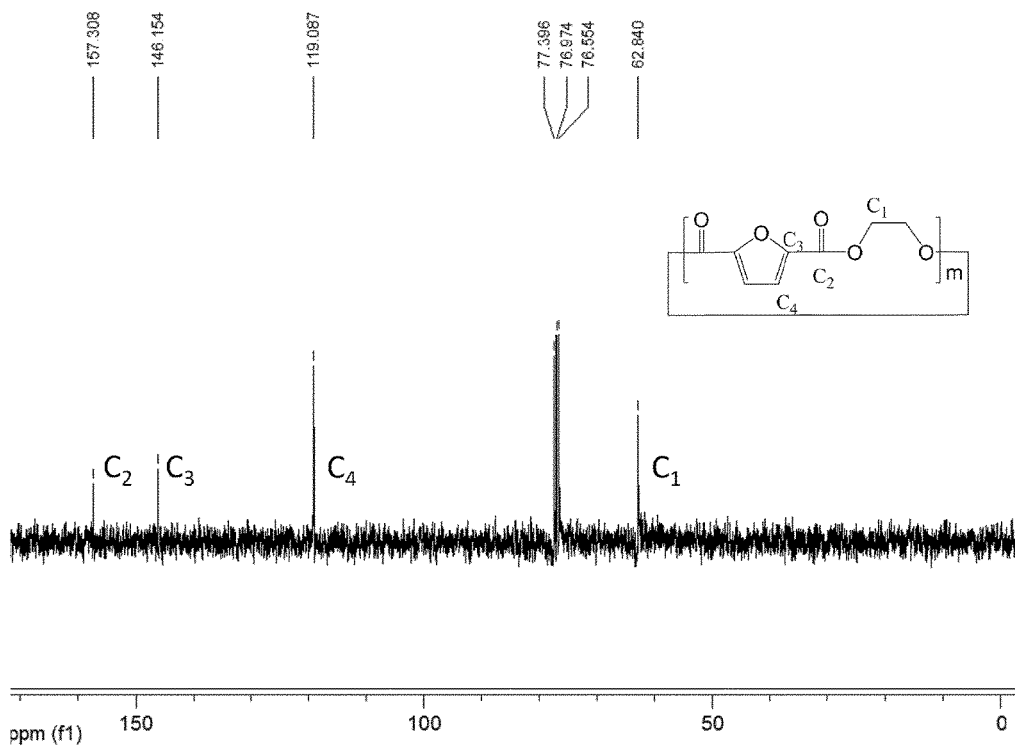 157.308
146.154
119.087
77.396
76.974
76.554
62.840
O O C₁
O C₃
O O m
C₂
C₄
C₂ C₃ C₄ C₁
150 100 50 0
ppm (f1)